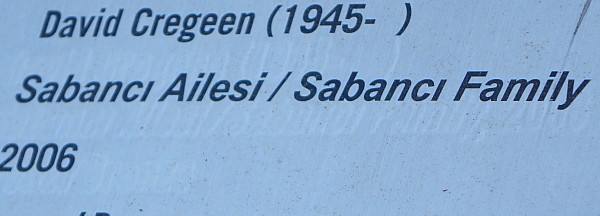 David Cregeen (1945-  )
Sabancı Ailesi / Sabancı Family
2006